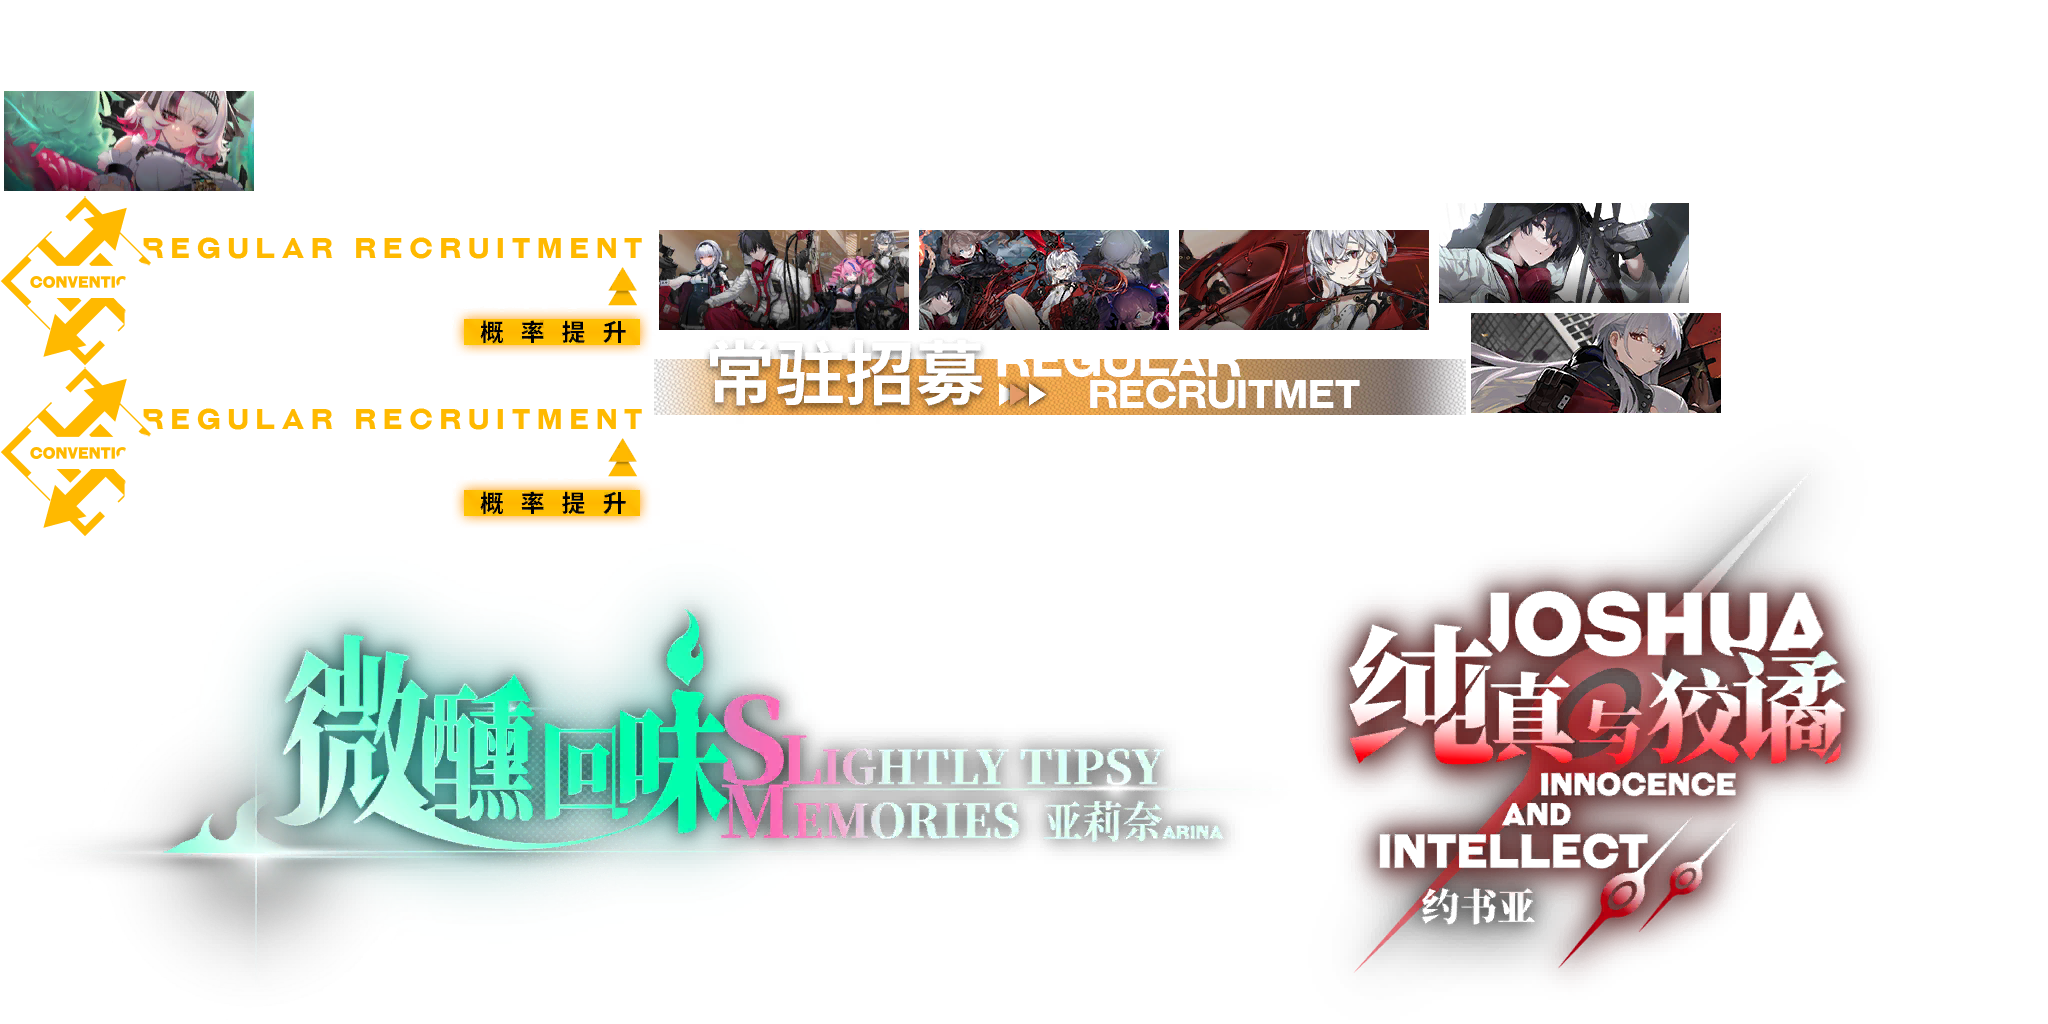 REGULAR RECRUITMENT
CONVENTIC
概率提升
常驻招募
REGULAR
RECRUITMET
REGULAR RECRUITMENT
CONVENTIC
概率提升
微醺回味
SLIGHTLY TIPSY
MEMORIES 亚莉奈 ARINA
JOSHUA
纯真与狡谲
INNOCENCE
AND
INTELLECT
约书亚